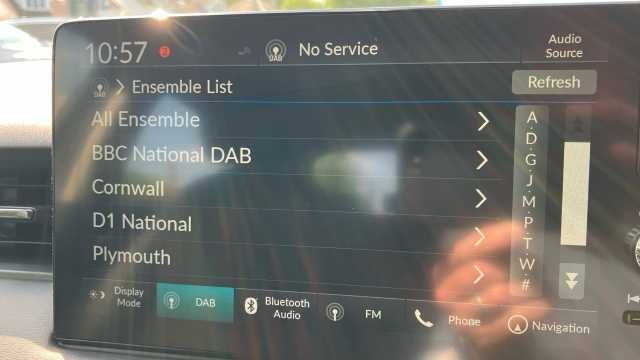 10:57 2 DAB No Service Audio Source
DAB Ensemble List Refresh
All Ensemble
BBC National DAB
Cornwall
D1 National
Plymouth
A
D
G
J
M
P
T
W
#
Display Mode DAB Bluetooth Audio FM Phone Navigation